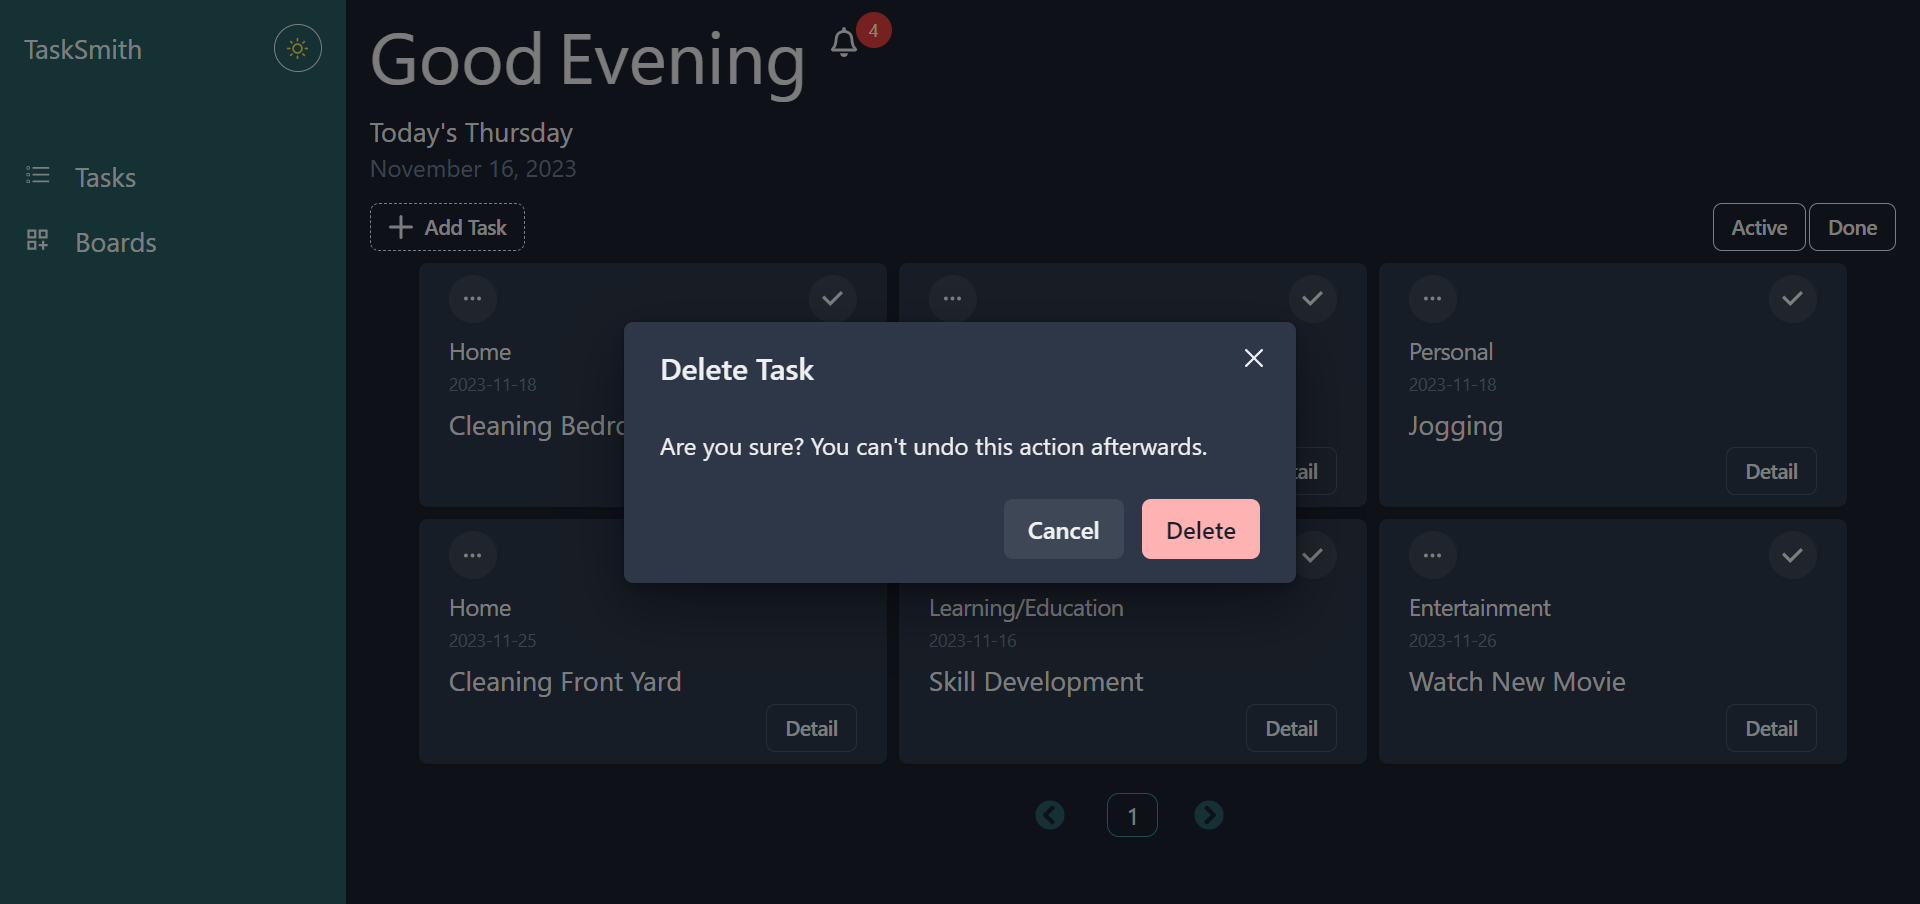 TaskSmith
Tasks
Boards
Good Evening
4
Today's Thursday
November 16, 2023
Add Task
Active
Done
Home
2023-11-18
Cleaning Bedr
Personal
2023-11-18
Jogging
Detail
Delete Task
Are you sure? You can't undo this action afterwards.
Cancel
Delete
Home
2023-11-25
Cleaning Front Yard
Detail
Learning/Education
2023-11-16
Skill Development
Detail
Entertainment
2023-11-26
Watch New Movie
Detail
1